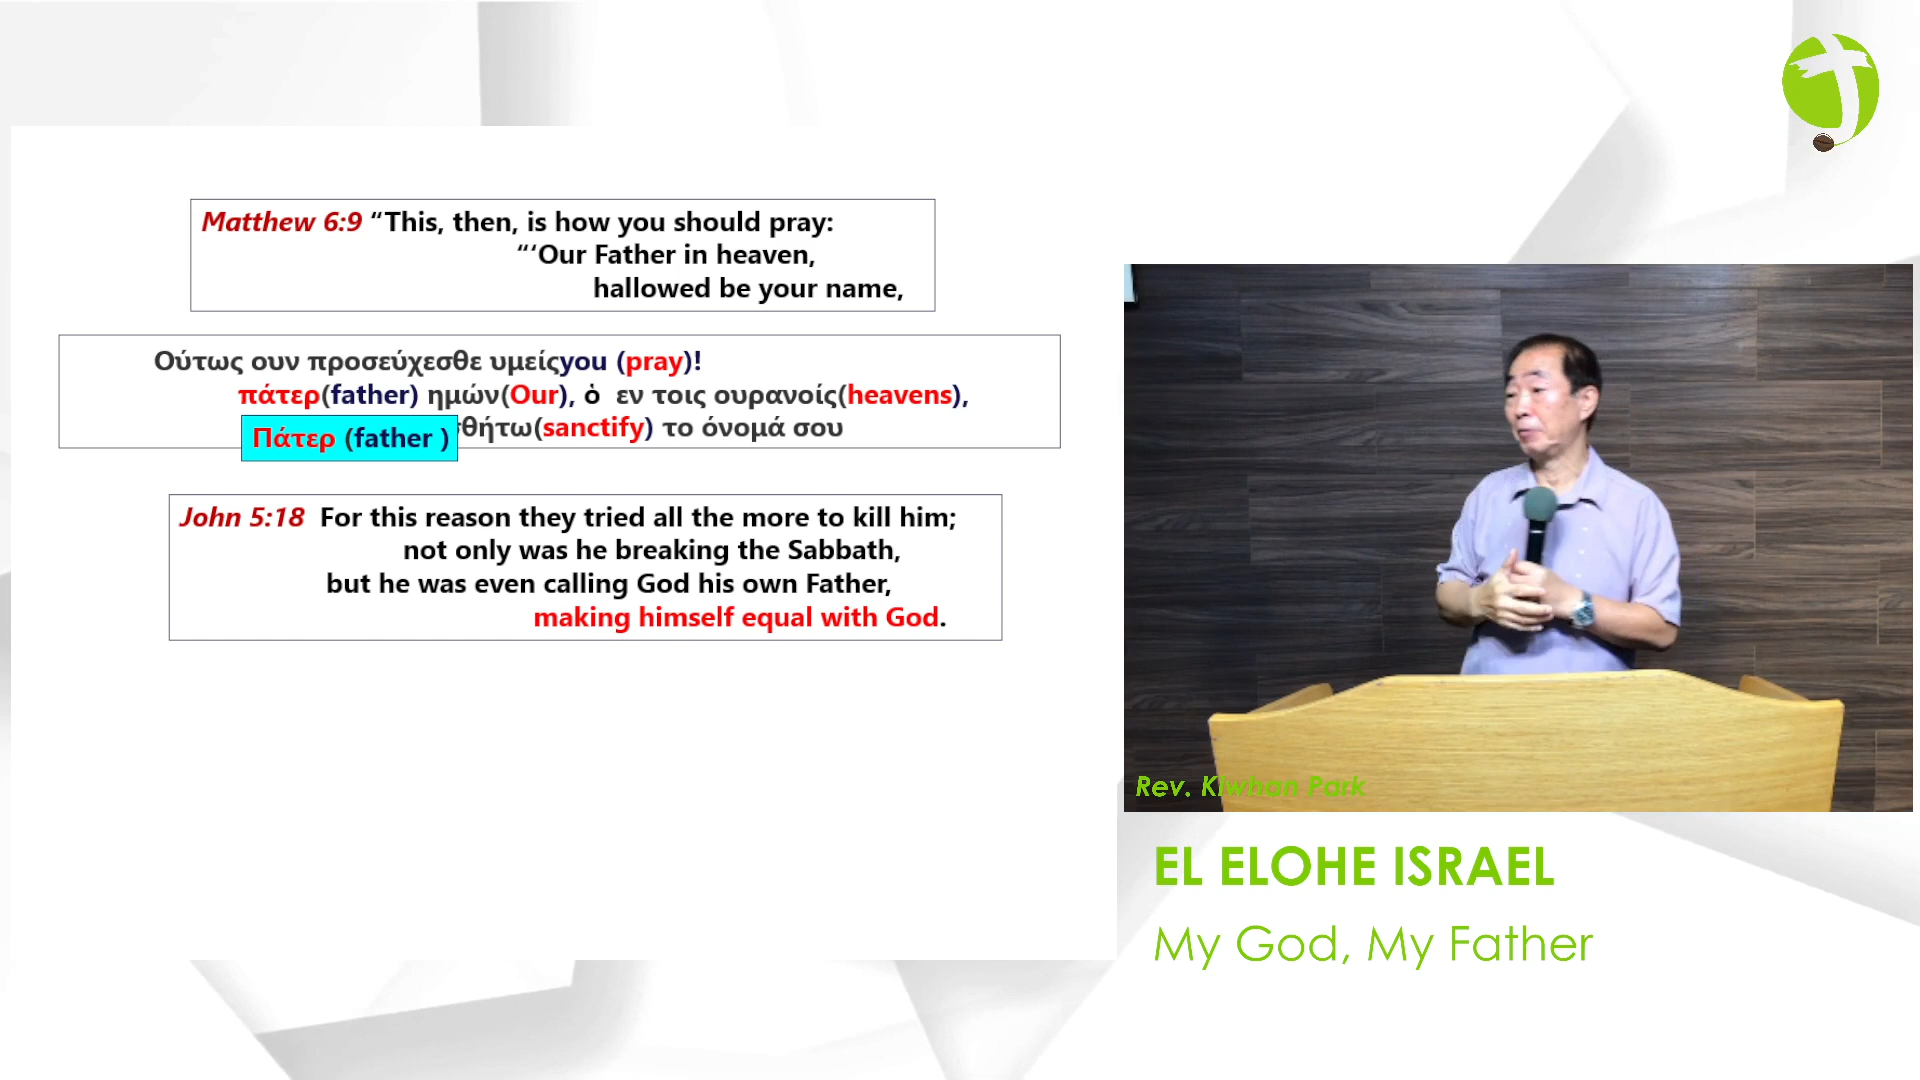 Matthew 6:9 “This, then, is how you should pray:
“‘Our Father in heaven,
hallowed be your name,
Ούτως ουν προσεύχεσθε υμείςyou (pray)!
πάτερ(father) ημών(Our), ὁ εν τοις ουρανοίς(heavens),
Πάτερ (father )
σθήτω(sanctify) το όνομά σου
John 5:18 For this reason they tried all the more to kill him;
not only was he breaking the Sabbath,
but he was even calling God his own Father,
making himself equal with God.
Rev. Kiwhan Park
EL ELOHE ISRAEL
My God, My Father